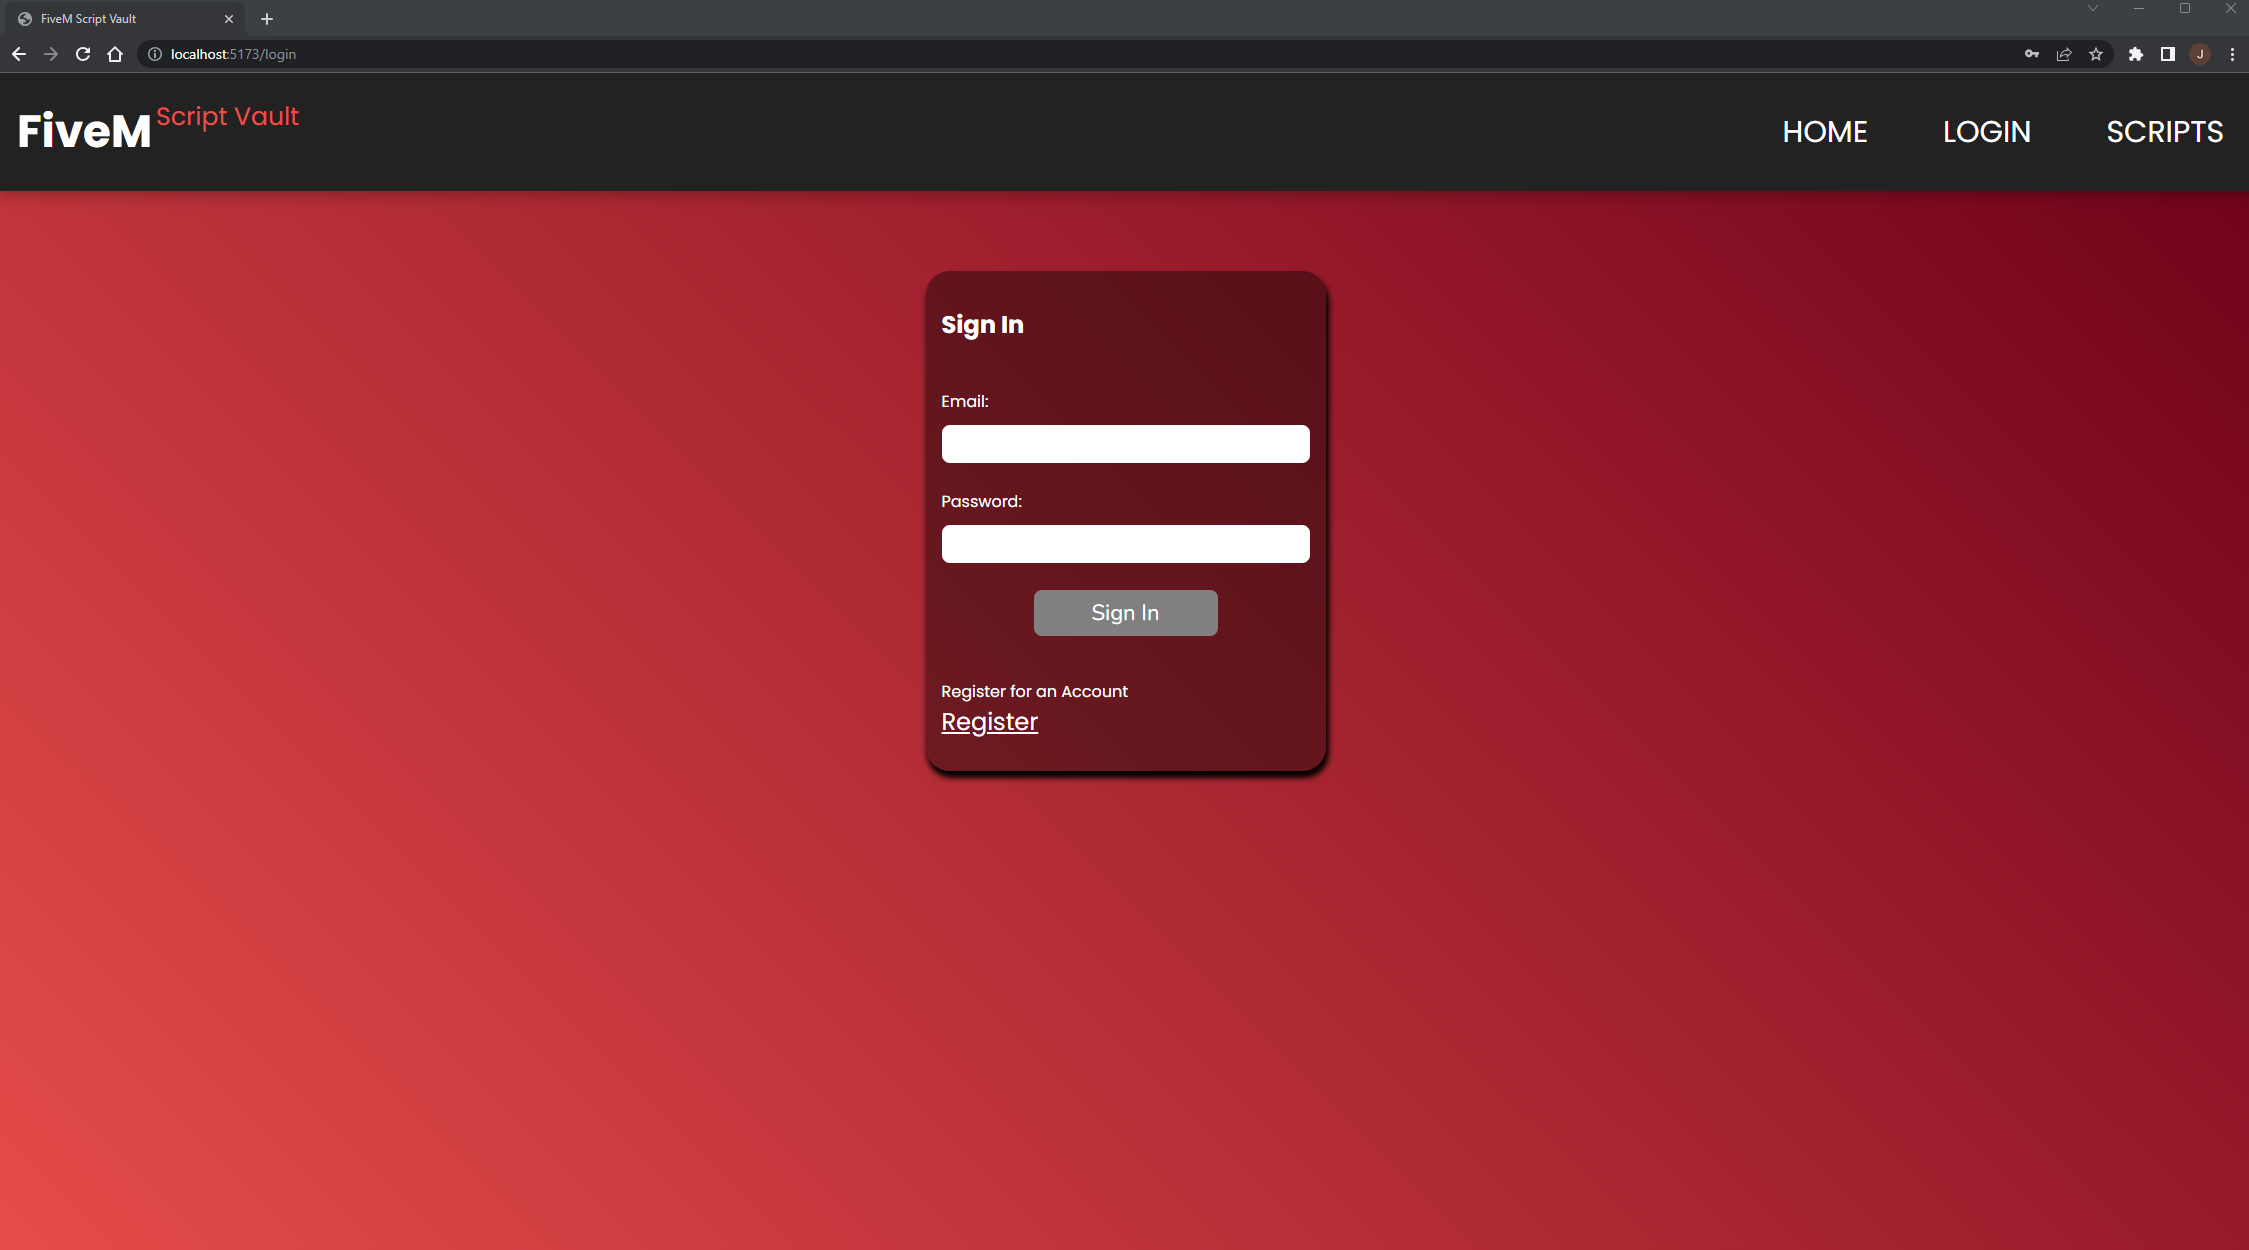 FiveM Script Vault
localhost:5173/login
J
FiveM Script Vault
HOME LOGIN SCRIPTS
Sign In
Email:
Password:
Sign In
Register for an Account
Register